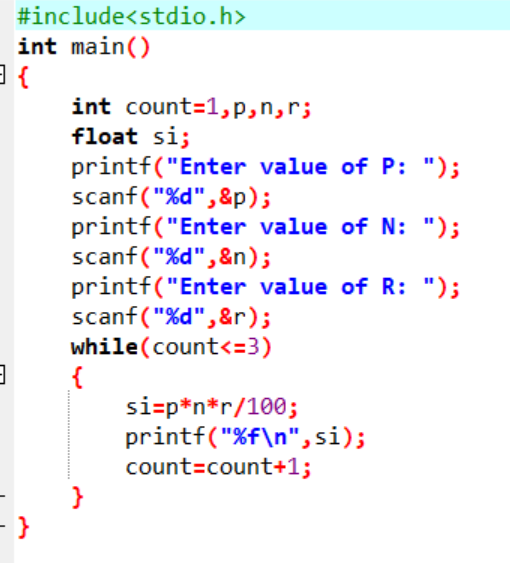 #include<stdio.h>
int main()
{
    int count=1,p,n,r;
    float si;
    printf("Enter value of P: ");
    scanf("%d",&p);
    printf("Enter value of N: ");
    scanf("%d",&n);
    printf("Enter value of R: ");
    scanf("%d",&r);
    while(count<=3)
    {
        si=p*n*r/100;
        printf("%f\n",si);
        count=count+1;
    }
}